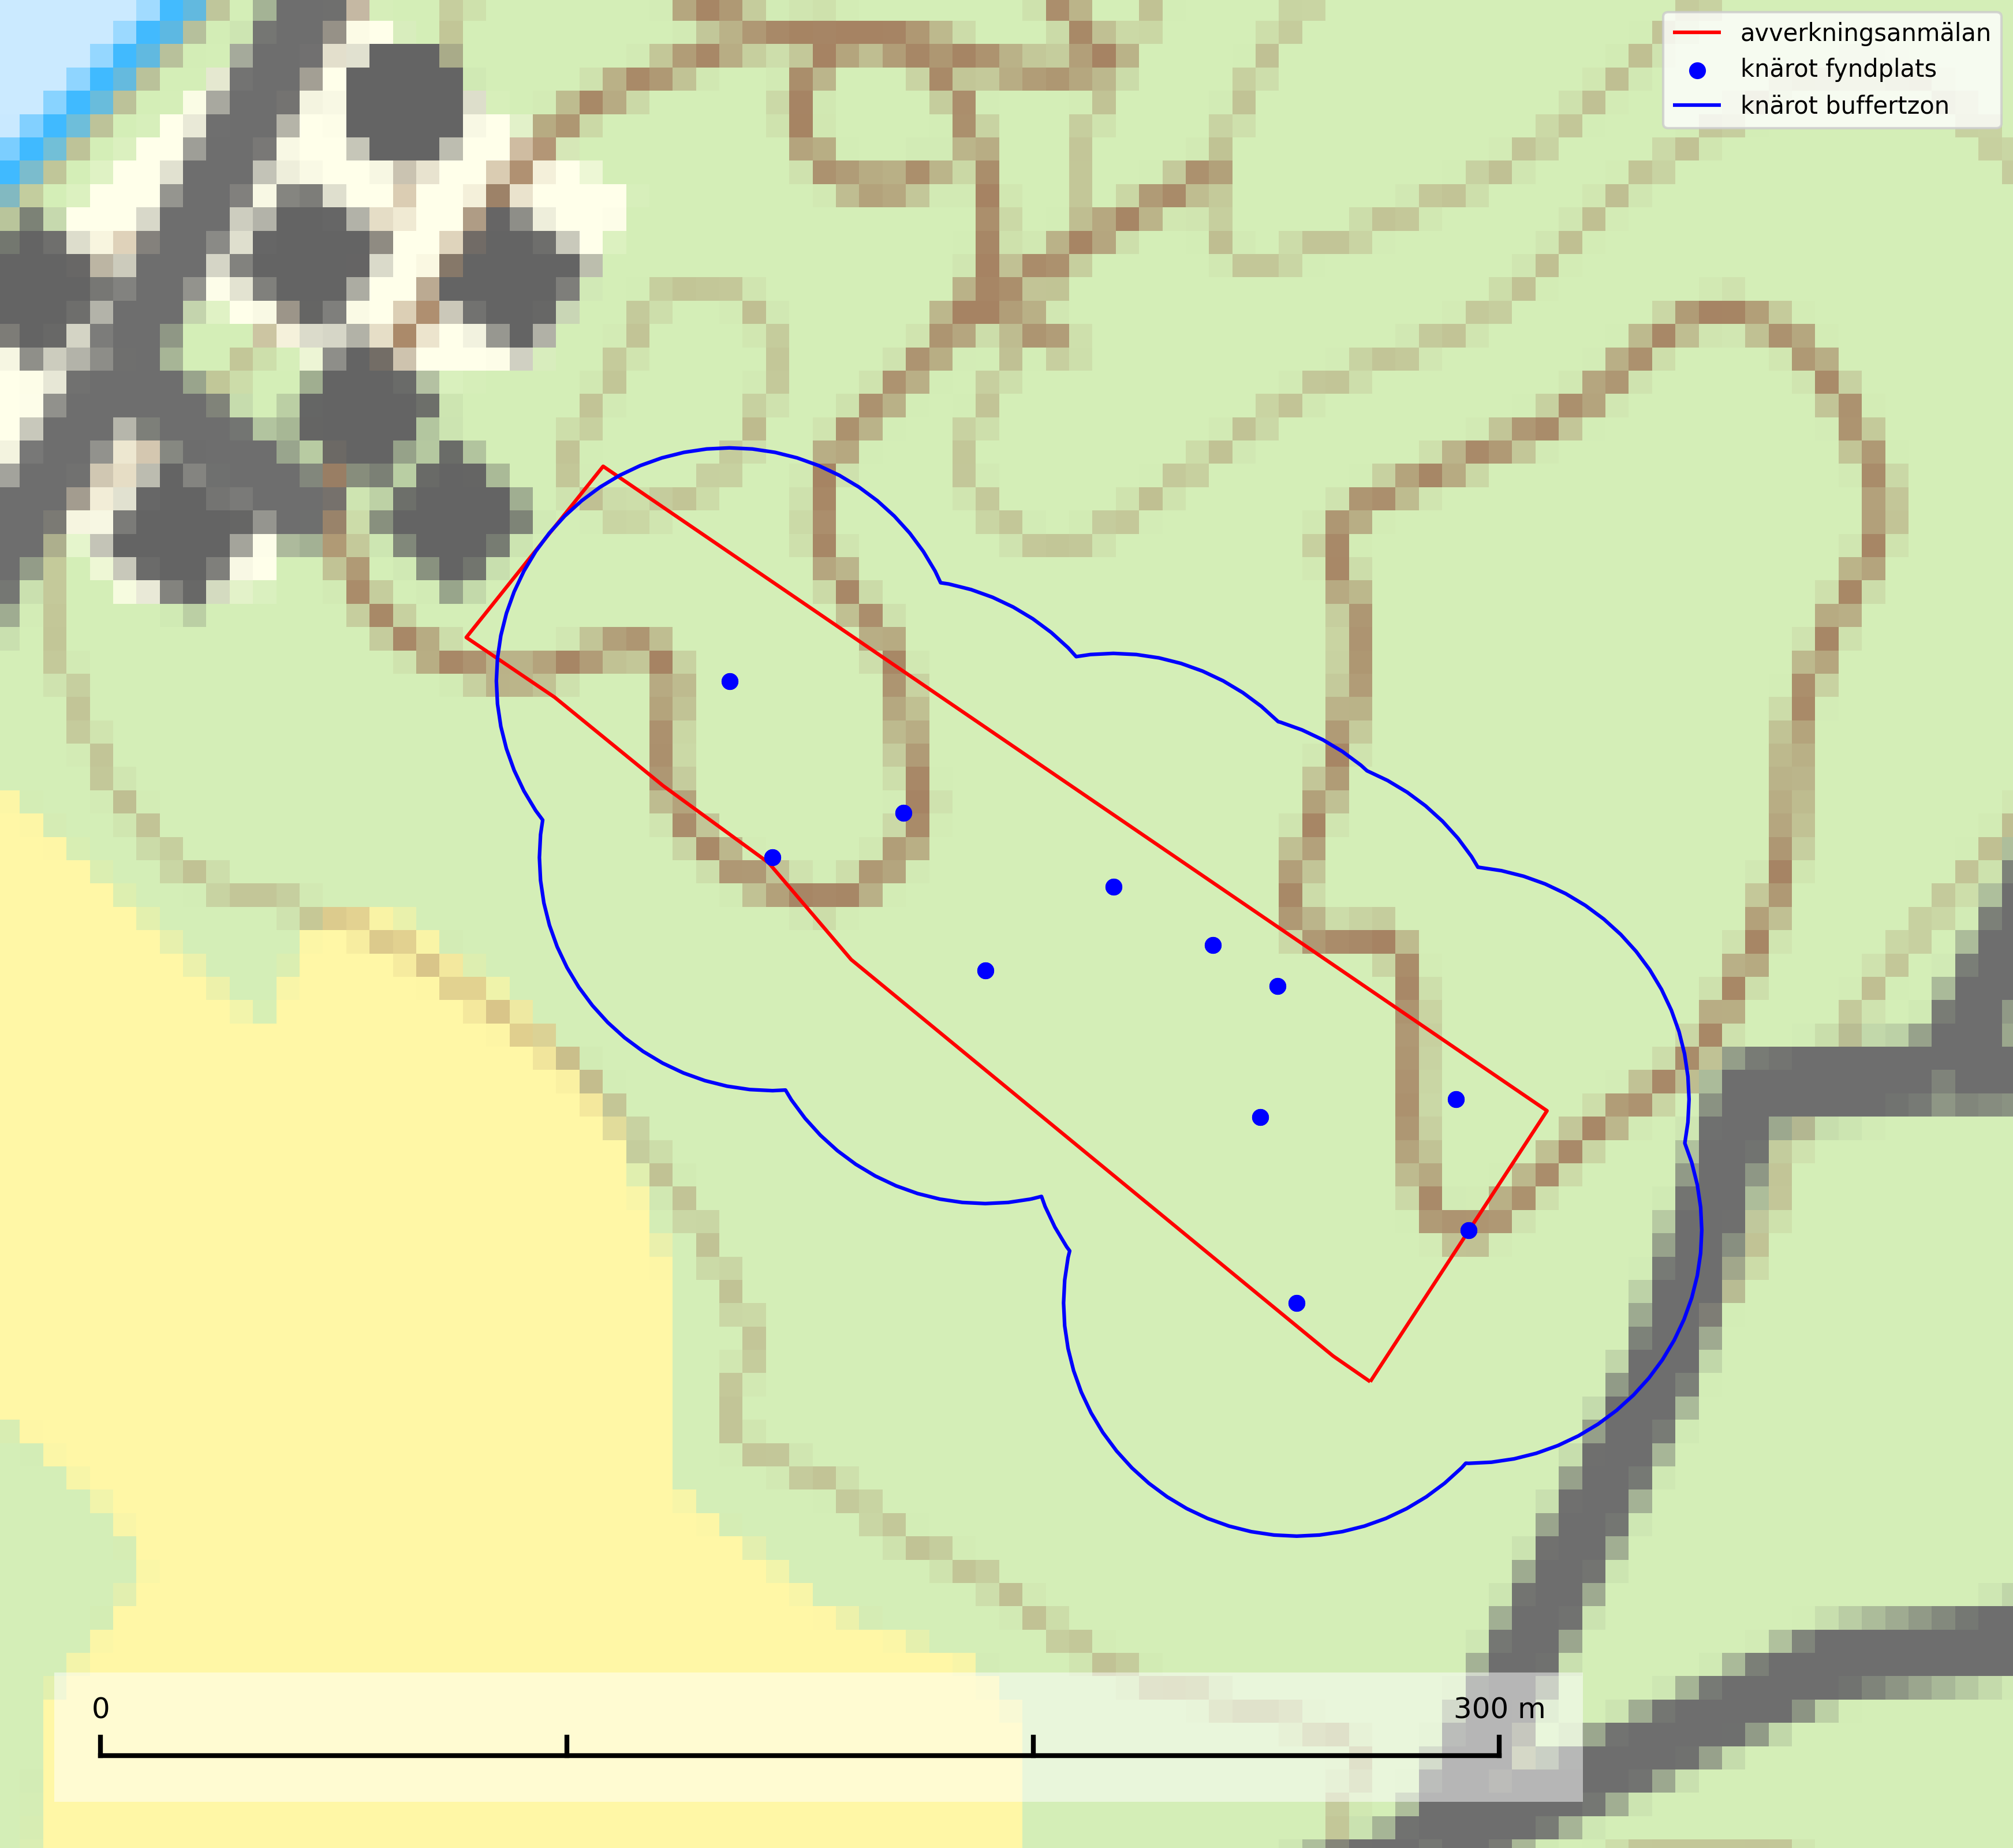 avverkningsanmälan
knärot fyndplats
knärot buffertzon
0 300 m